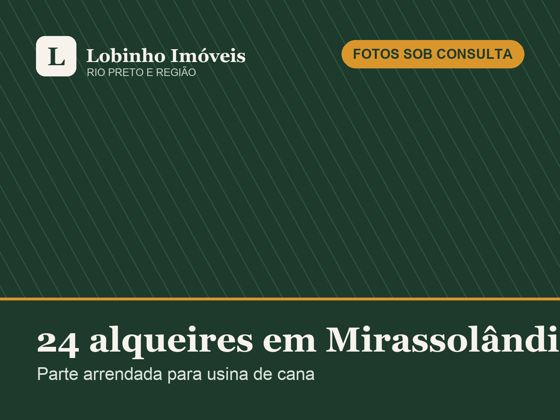 L
Lobinho Imóveis
RIO PRETO E REGIÃO
FOTOS SOB CONSULTA
24 alqueires em Mirassolândi
Parte arrendada para usina de cana